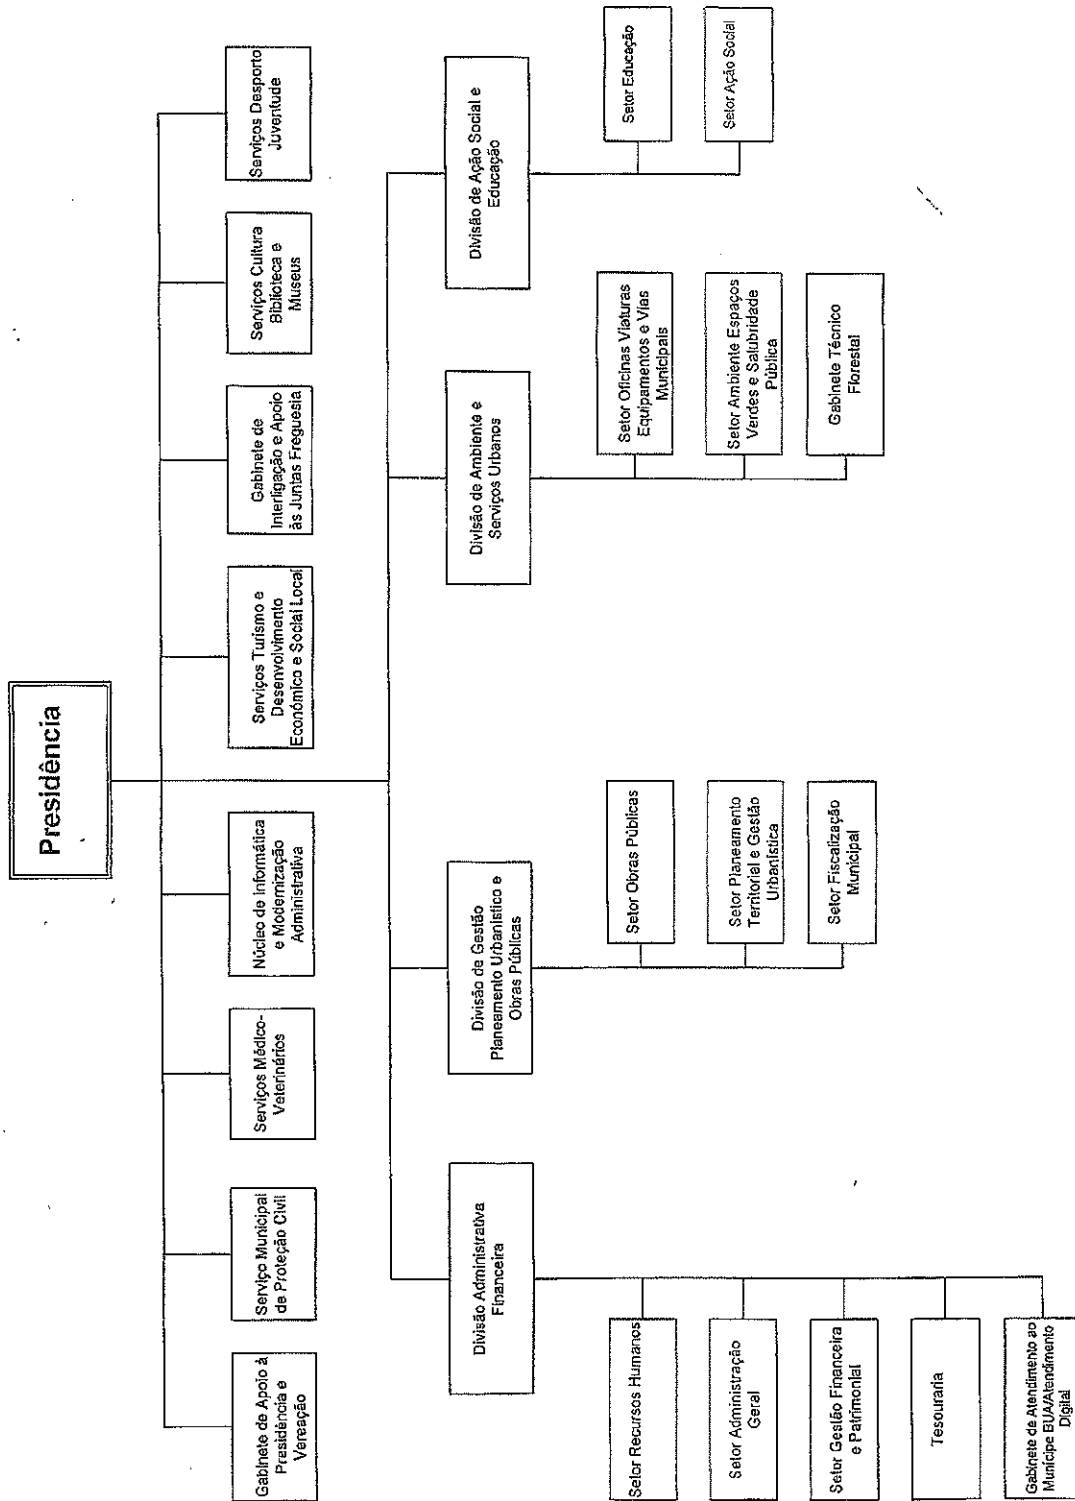 Presidência
Gabinete de Apoio à
Presidência e
Vereação
Serviço Municipal
de Proteção Civil
Serviços Médico-
Veterinários
Núcleo de Informática
e Modernização
Administrativa
Serviços Turismo e
Desenvolvimento
Económico e Social Local
Gabinete de
Interligação e Apoio
às Juntas Freguesia
Serviços Cultura
Biblioteca e
Museus
Serviços Desporto
Juventude
Divisão Administrativa
Financeira
Divisão de Gestão
Planeamento Urbanístico e
Obras Públicas
Divisão de Ambiente e
Serviços Urbanos
Divisão de Ação Social e
Educação
Setor Recursos Humanos
Setor Administração
Geral
Setor Gestão Financeira
e Patrimonial
Tesouraria
Gabinete de Atendimento ao
Munícipe BUA/Atendimento
Digital
Setor Obras Públicas
Setor Planeamento
Territorial e Gestão
Urbanística
Setor Fiscalização
Municipal
Setor Oficinas Viaturas
Equipamentos e Vias
Municipais
Setor Ambiente Espaços
Verdes e Salubridade
Pública
Gabinete Técnico
Florestal
Setor Educação
Setor Ação Social